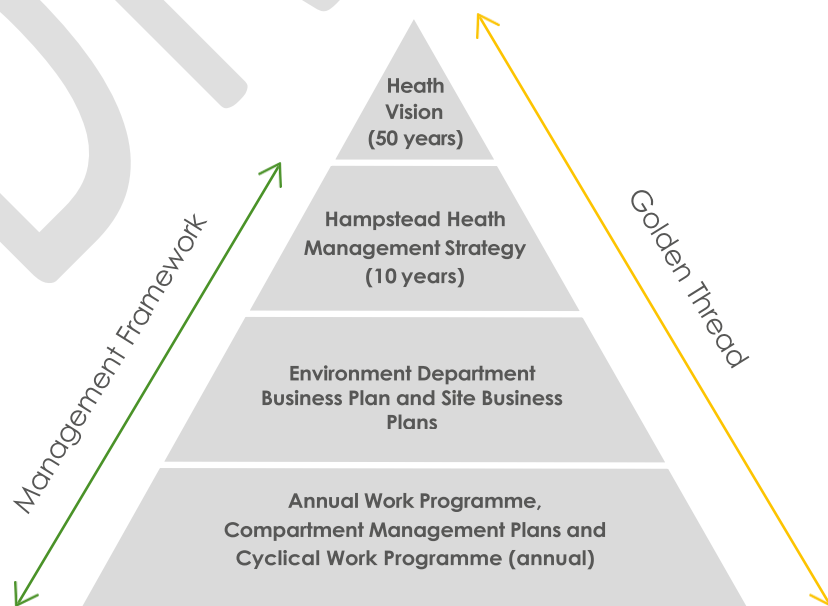 Heath
Vision
(50 years)
Hampstead Heath
Management Strategy
(10 years)
Environment Department
Business Plan and Site Business
Plans
Annual Work Programme,
Compartment Management Plans and
Cyclical Work Programme (annual)
Management Framework
Golden Thread